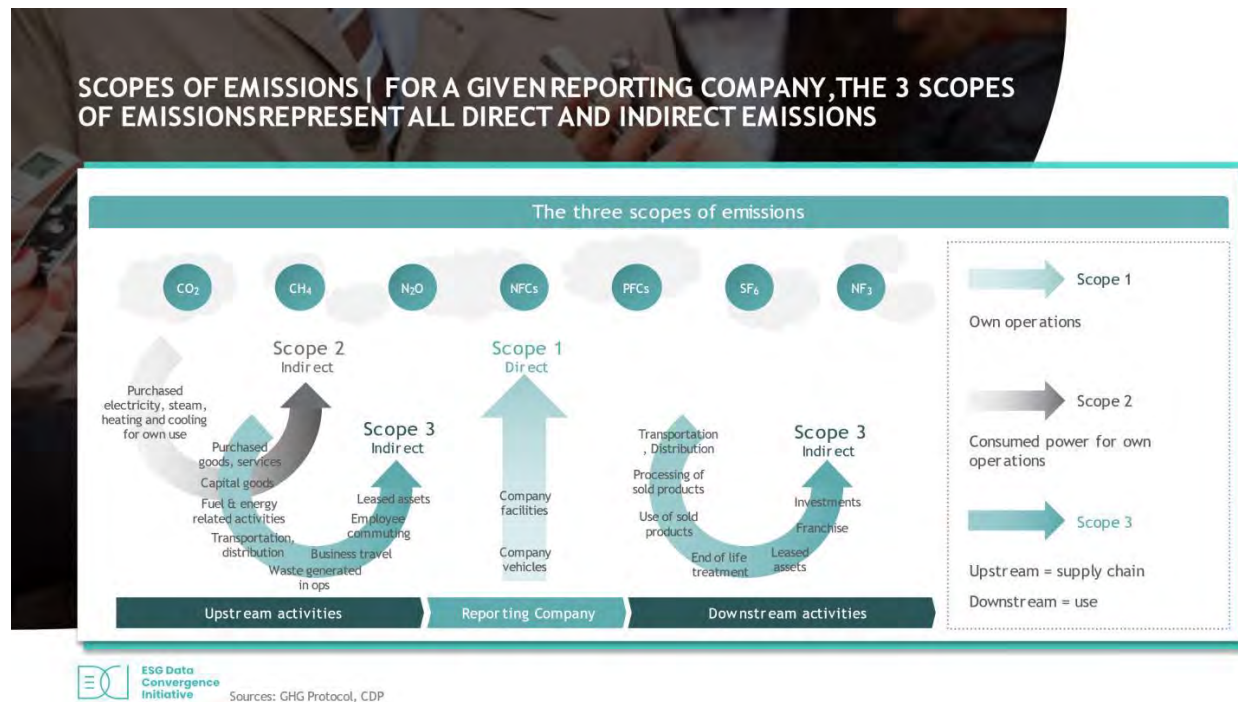 SCOPES OF EMISSIONS | FOR A GIVEN REPORTING COMPANY, THE 3 SCOPES
OF EMISSIONS REPRESENT ALL DIRECT AND INDIRECT EMISSIONS
The three scopes of emissions
CO2
CH4
N2O
NFCs
PFCs
SF6
NF3
Scope 2
Indirect
Purchased
electricity, steam,
heating and cooling
for own use
Scope 3
Indirect
Purchased
goods, services
Capital goods
Fuel & energy
related activities
Transportation,
distribution
Waste generated
in ops
Business travel
Employee
commuting
Leased assets
Scope 1
Direct
Company
facilities
Company
vehicles
Scope 3
Indirect
Transportation
, Distribution
Processing of
sold products
Use of sold
products
End of life
treatment
Leased
assets
Franchise
Investments
Upstream activities
Reporting Company
Downstream activities
Scope 1
Own operations
Scope 2
Consumed power for own
operations
Scope 3
Upstream = supply chain
Downstream = use
ESG Data
Convergence
Initiative
Sources: GHG Protocol, CDP